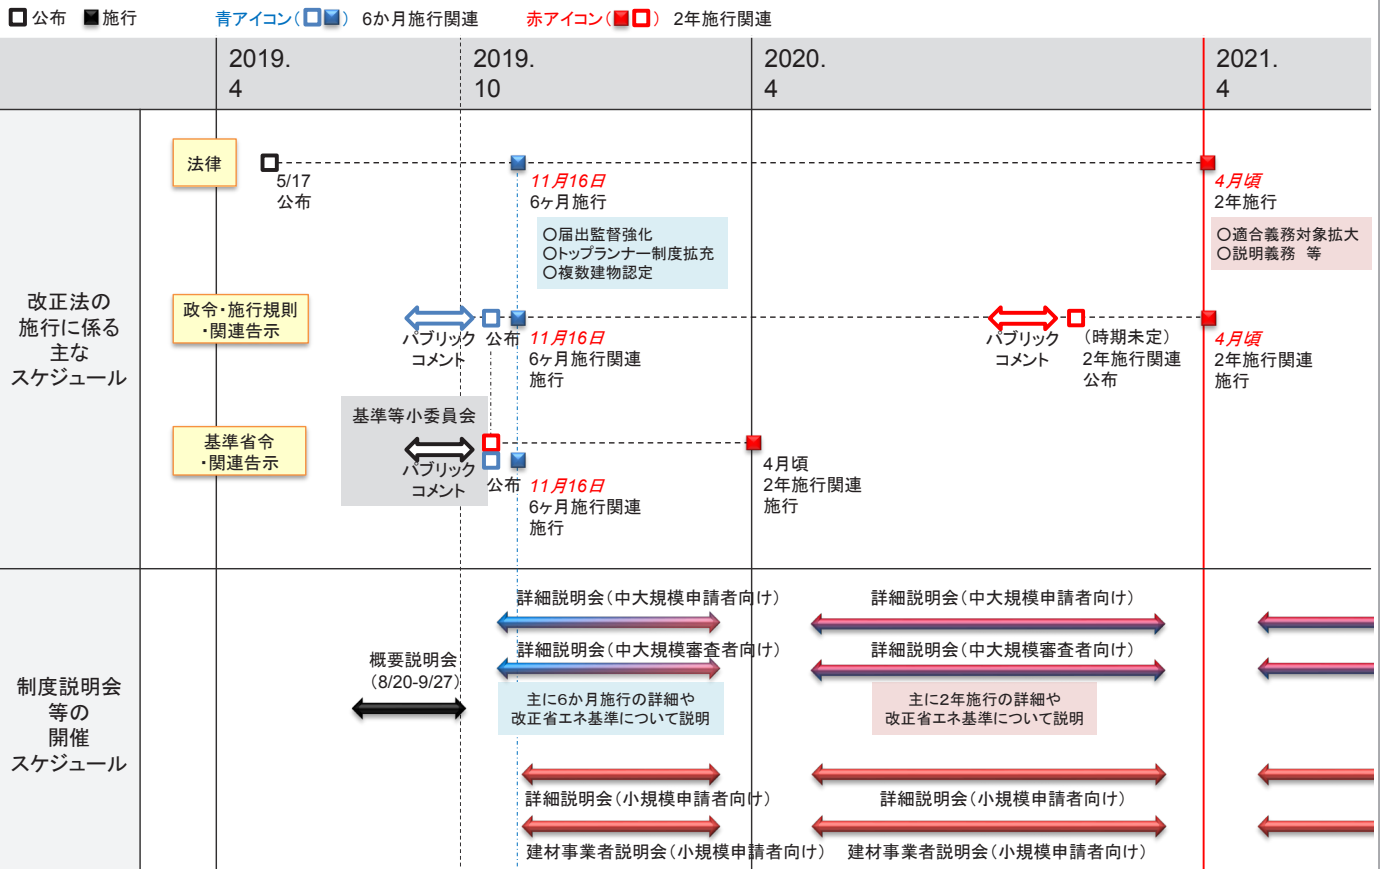 公布 施行 青アイコン( ) 6か月施行関連 赤アイコン( ) 2年施行関連
2019.
4
2019.
10
2020.
4
2021.
4
改正法の
施行に係る
主な
スケジュール
法律
5/17
公布
11月16日
6ヶ月施行
○届出監督強化
○トップランナー制度拡充
○複数建物認定
4月頃
2年施行
○適合義務対象拡大
○説明義務 等
政令・施行規則
・関連告示
パブリック
コメント
公布
11月16日
6ヶ月施行関連
施行
パブリック
コメント
(時期未定)
2年施行関連
公布
4月頃
2年施行関連
施行
基準省令
・関連告示
基準等小委員会
パブリック
コメント
公布
11月16日
6ヶ月施行関連
施行
4月頃
2年施行関連
施行
制度説明会
等の
開催
スケジュール
概要説明会
(8/20-9/27)
詳細説明会(中大規模申請者向け)
詳細説明会(中大規模審査者向け)
主に6か月施行の詳細や
改正省エネ基準について説明
詳細説明会(小規模申請者向け)
建材事業者説明会(小規模申請者向け)
詳細説明会(中大規模申請者向け)
詳細説明会(中大規模審査者向け)
主に2年施行の詳細や
改正省エネ基準について説明
詳細説明会(小規模申請者向け)
建材事業者説明会(小規模申請者向け)